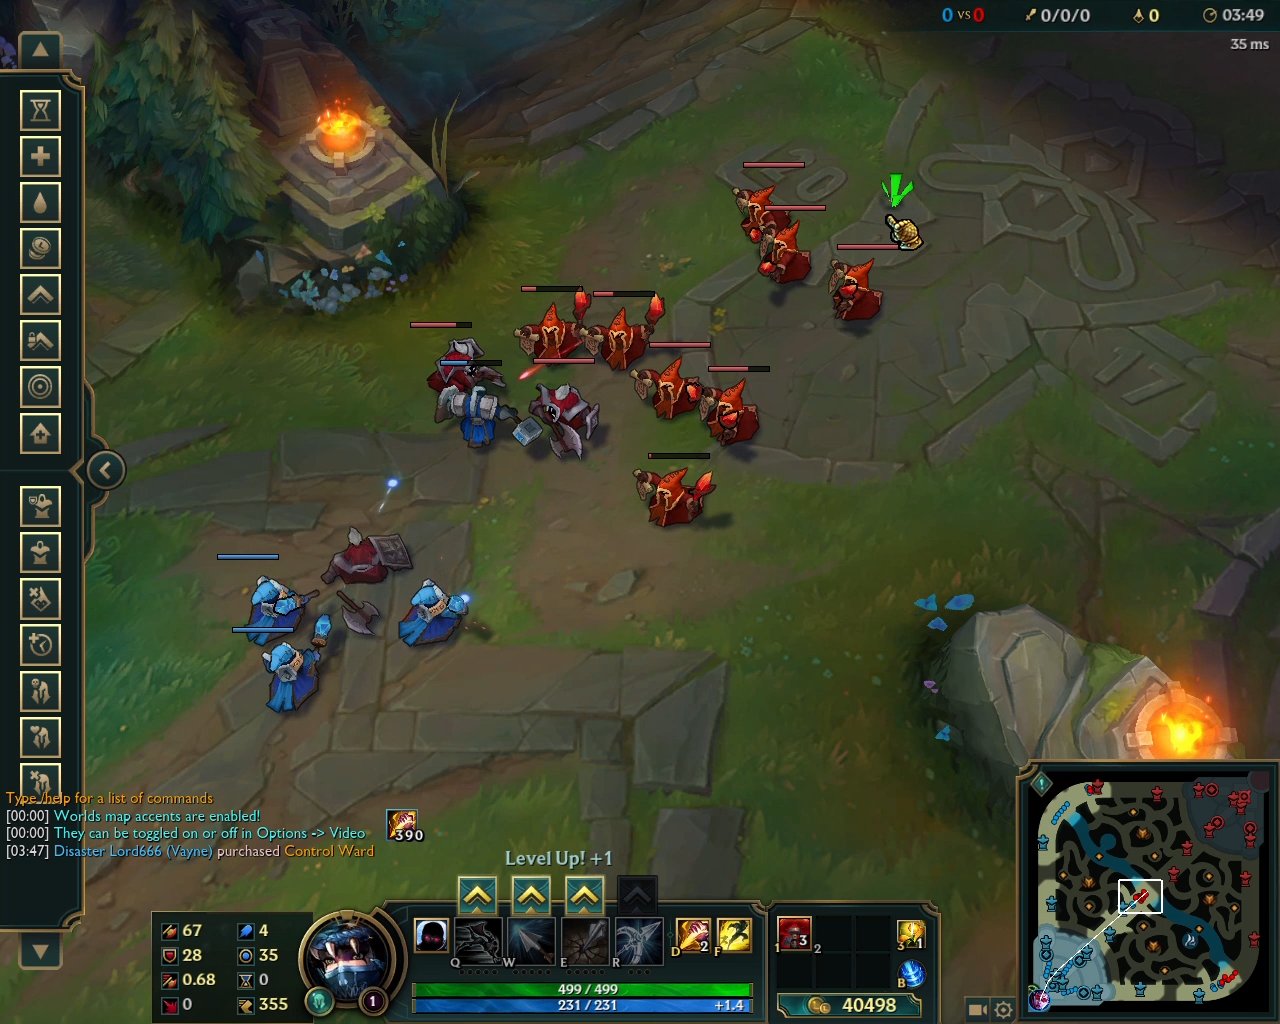 0 vs 0 0/0/0 0 03:49
35 ms
Type /help for a list of commands
[00:00] Worlds map accents are enabled!
[00:00] They can be toggled on or off in Options -> Video
[03:47] Disaster Lord666 (Vayne) purchased Control Ward
390
Level Up! +1
67 4
28 35
0.68 0
0 355
1
Q W E R
D 2 F
499 / 499
231 / 231 +1.4
1 3 2 3 1
B
40498